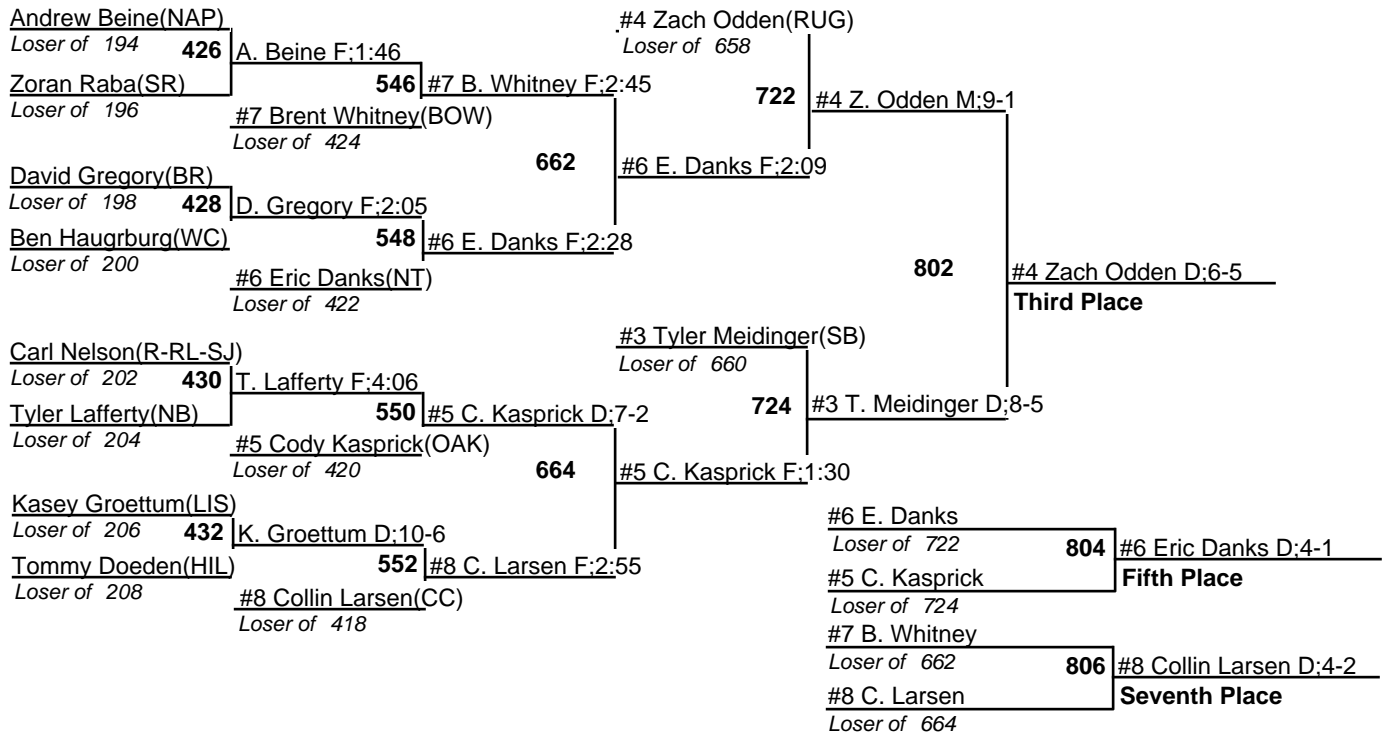 Andrew Beine(NAP)
Loser of 194
426
A. Beine F;1:46
Zoran Raba(SR)
Loser of 196
546
#7 B. Whitney F;2:45
#7 Brent Whitney(BOW)
Loser of 424
662
David Gregory(BR)
Loser of 198
428
D. Gregory F;2:05
Ben Haugrburg(WC)
Loser of 200
548
#6 E. Danks F;2:28
#6 Eric Danks(NT)
Loser of 422
Carl Nelson(R-RL-SJ)
Loser of 202
430
T. Lafferty F;4:06
Tyler Lafferty(NB)
Loser of 204
550
#5 C. Kasprick D;7-2
#5 Cody Kasprick(OAK)
Loser of 420
664
Kasey Groettum(LIS)
Loser of 206
432
K. Groettum D;10-6
Tommy Doeden(HIL)
Loser of 208
552
#8 C. Larsen F;2:55
#8 Collin Larsen(CC)
Loser of 418
#4 Zach Odden(RUG)
Loser of 658
722
#4 Z. Odden M;9-1
#6 E. Danks F;2:09
802
#4 Zach Odden D;6-5
Third Place
#3 Tyler Meidinger(SB)
Loser of 660
724
#3 T. Meidinger D;8-5
#5 C. Kasprick F;1:30
#6 E. Danks
Loser of 722
804
#6 Eric Danks D;4-1
#5 C. Kasprick
Fifth Place
Loser of 724
#7 B. Whitney
Loser of 662
806
#8 Collin Larsen D;4-2
#8 C. Larsen
Seventh Place
Loser of 664